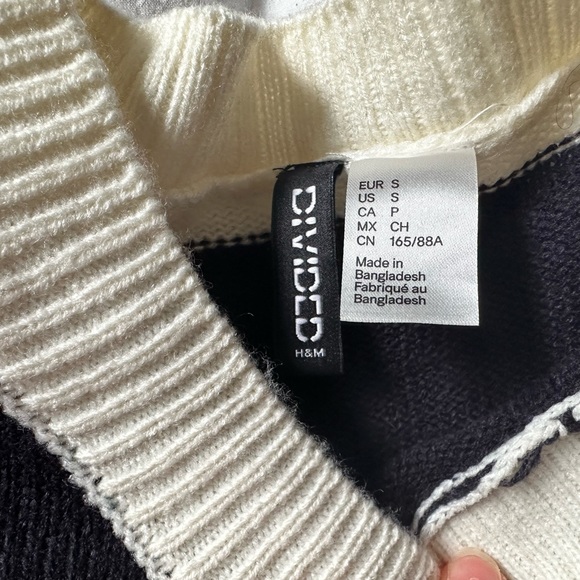 DIVIDED
H&M
EUR S
US S
CA P
MX CH
CN 165/88A
Made in
Bangladesh
Fabriqué au
Bangladesh